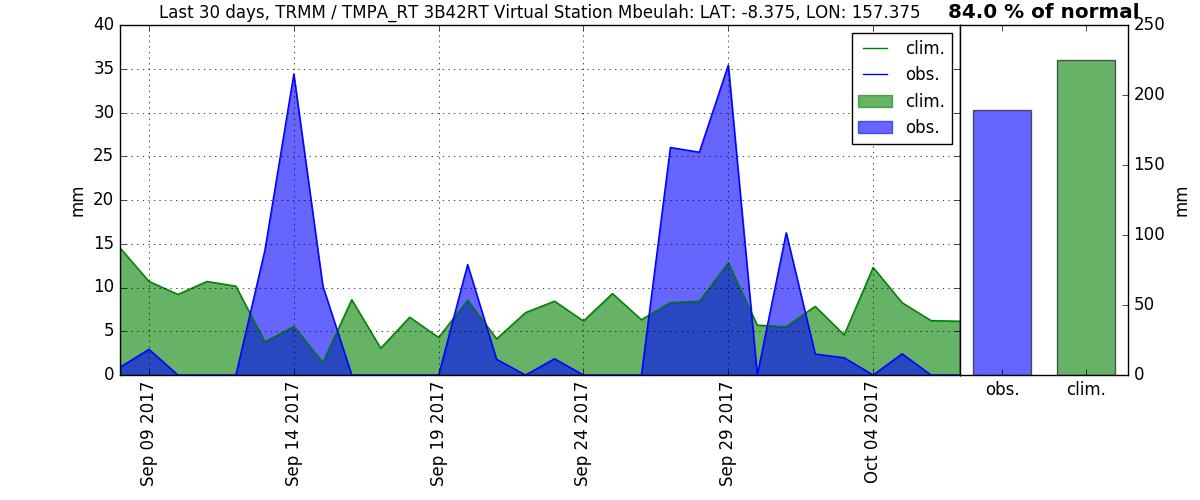 Last 30 days, TRMM / TMPA_RT 3B42RT Virtual Station Mbeulah: LAT: -8.375, LON: 157.375
84.0 % of normal
40
35
30
25
20
15
10
5
0
mm
clim.
obs.
clim.
obs.
Sep 09 2017
Sep 14 2017
Sep 19 2017
Sep 24 2017
Sep 29 2017
Oct 04 2017
250
200
150
100
50
0
mm
obs.
clim.